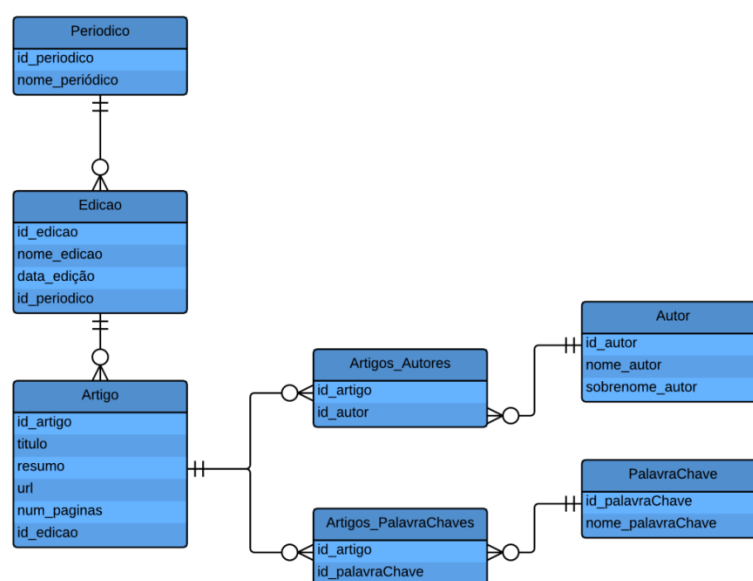 Periodico
id_periodico
nome_periódico
Edicao
id_edicao
nome_edicao
data_edição
id_periodico
Artigo
id_artigo
titulo
resumo
url
num_paginas
id_edicao
Artigos_Autores
id_artigo
id_autor
Autor
id_autor
nome_autor
sobrenome_autor
Artigos_PalavraChaves
id_artigo
id_palavraChave
PalavraChave
id_palavraChave
nome_palavraChave